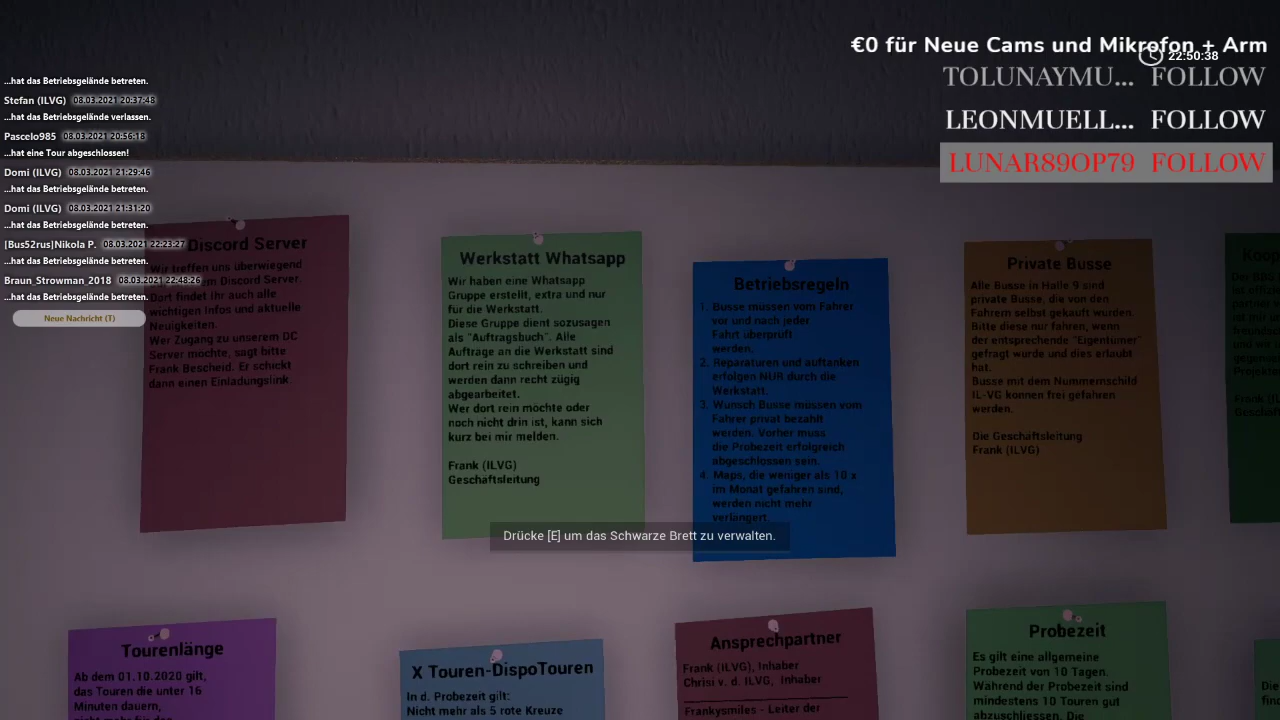 €0 für Neue Cams und Mikrofon + Arm
22:50:38
TOLUNAYMU... FOLLOW
LEONMUELL... FOLLOW
LUNAR89OP79 FOLLOW
...hat das Betriebsgelände betreten.
Stefan (ILVG) 08.03.2021 20:37:48
...hat das Betriebsgelände verlassen.
Pascelo985 08.03.2021 20:56:18
...hat eine Tour abgeschlossen!
Domi (ILVG) 08.03.2021 21:29:46
...hat das Betriebsgelände betreten.
Domi (ILVG) 08.03.2021 21:31:20
...hat das Betriebsgelände betreten.
[Bus52rus]Nikola P. 08.03.2021 22:23:27
...hat das Betriebsgelände betreten.
Braun_Strowman_2018 08.03.2021 22:48:26
...hat das Betriebsgelände betreten.
Neue Nachricht (T)
Discord Server
Wir treffen uns überwiegend
Discord Server.
Dort findet ihr auch alle
wichtigen Infos und aktuelle
Neuigkeiten.
Wer Zugang zu unserem DC
Server möchte, sagt bitte
Frank Bescheid. Er schickt
dann einen Einladungslink
Werkstatt Whatsapp
Wir haben eine Whatsapp
Gruppe erstellt, extra und nur
für die Werkstatt.
Diese Gruppe dient sozusagen
als "Auftragsbuch". Alle
Auftrage an die Werkstatt sind
dort rein zu schreiben und
werden dann recht zügig
abgearbeitet.
Wer dort rein möchte oder
noch nicht drin ist, kann sich
kurz bei mir melden.
Frank (ILVG)
Geschäftsleitung
Betriebsregeln
1. Busse müssen vom Fahrer
vor und nach jeder
Fahrt überprüft
werden.
2. Reparaturen und auftanken
erfolgen NUR durch die
Werkstatt.
3. Wunsch Busse müssen vom
Fahrer privat bezahlt
werden. Vorher muss
die Probezeit erfolgreich
abgeschlossen sein.
4. Maps, die weniger als 10 x
im Monat gefahren sind,
werden nicht mehr
verlängert.
Private Busse
Alle Busse in Halle 9 sind
private Busse, die von den
Fahrern selbst gekauft wurden.
Bitte diese nur fahren, wenn
der entsprechende "Eigentümer"
gefragt wurde und dies erlaubt
hat.
Busse mit dem Nummernschild
IL-VG können frei gefahren
werden.
Die Geschäftsleitung
Frank (ILVG)
Drücke [E] um das Schwarze Brett zu verwalten.
Tourenlänge
Ab dem 01.10.2020 gilt,
das Touren die unter 16
Minuten dauern,
X Touren-DispoTouren
In d. Probezeit gilt:
Nicht mehr als 5 rote Kreuze
Ansprechpartner
Frank (ILVG), Inhaber
Chrisi v. d. ILVG, Inhaber
Frankysmiles - Leiter der
Probezeit
Es gilt eine allgemeine
Probezeit von 10 Tagen.
Während der Probezeit sind
mindestens 10 Touren gut
abzuschliessen. Die